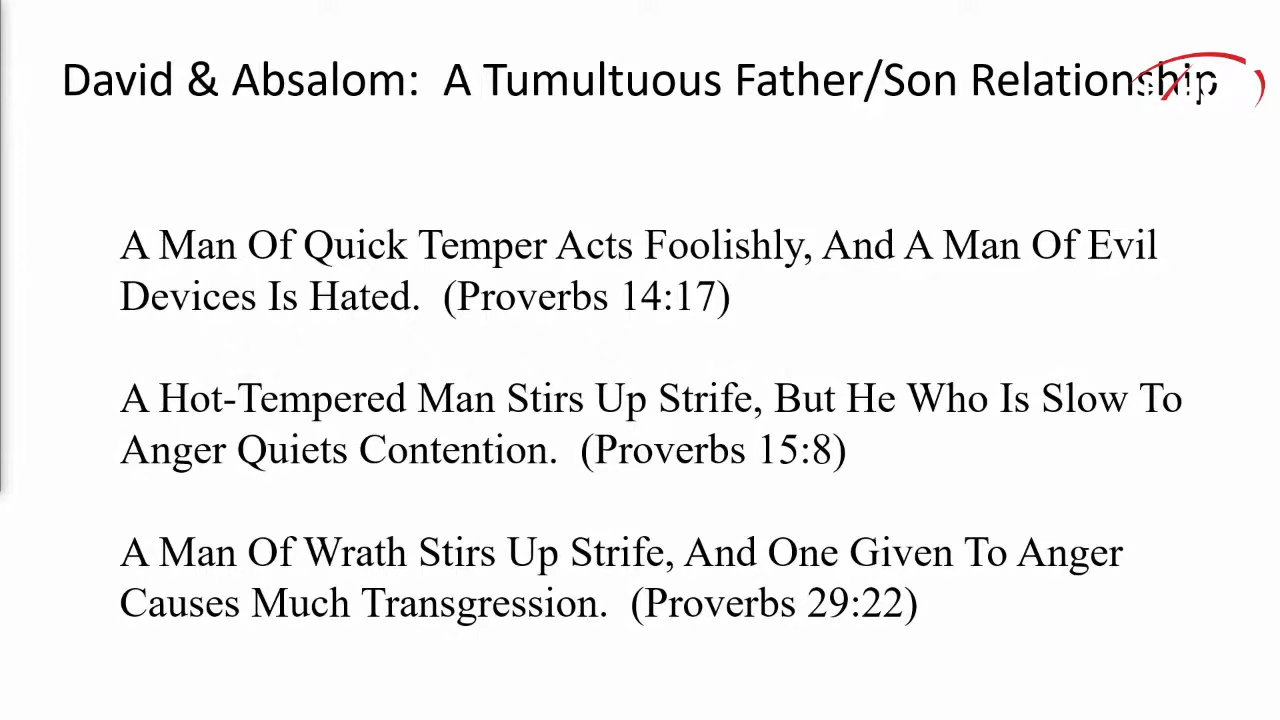 David & Absalom: A Tumultuous Father/Son Relationship
A Man Of Quick Temper Acts Foolishly, And A Man Of Evil
Devices Is Hated. (Proverbs 14:17)
A Hot-Tempered Man Stirs Up Strife, But He Who Is Slow To
Anger Quiets Contention. (Proverbs 15:8)
A Man Of Wrath Stirs Up Strife, And One Given To Anger
Causes Much Transgression. (Proverbs 29:22)